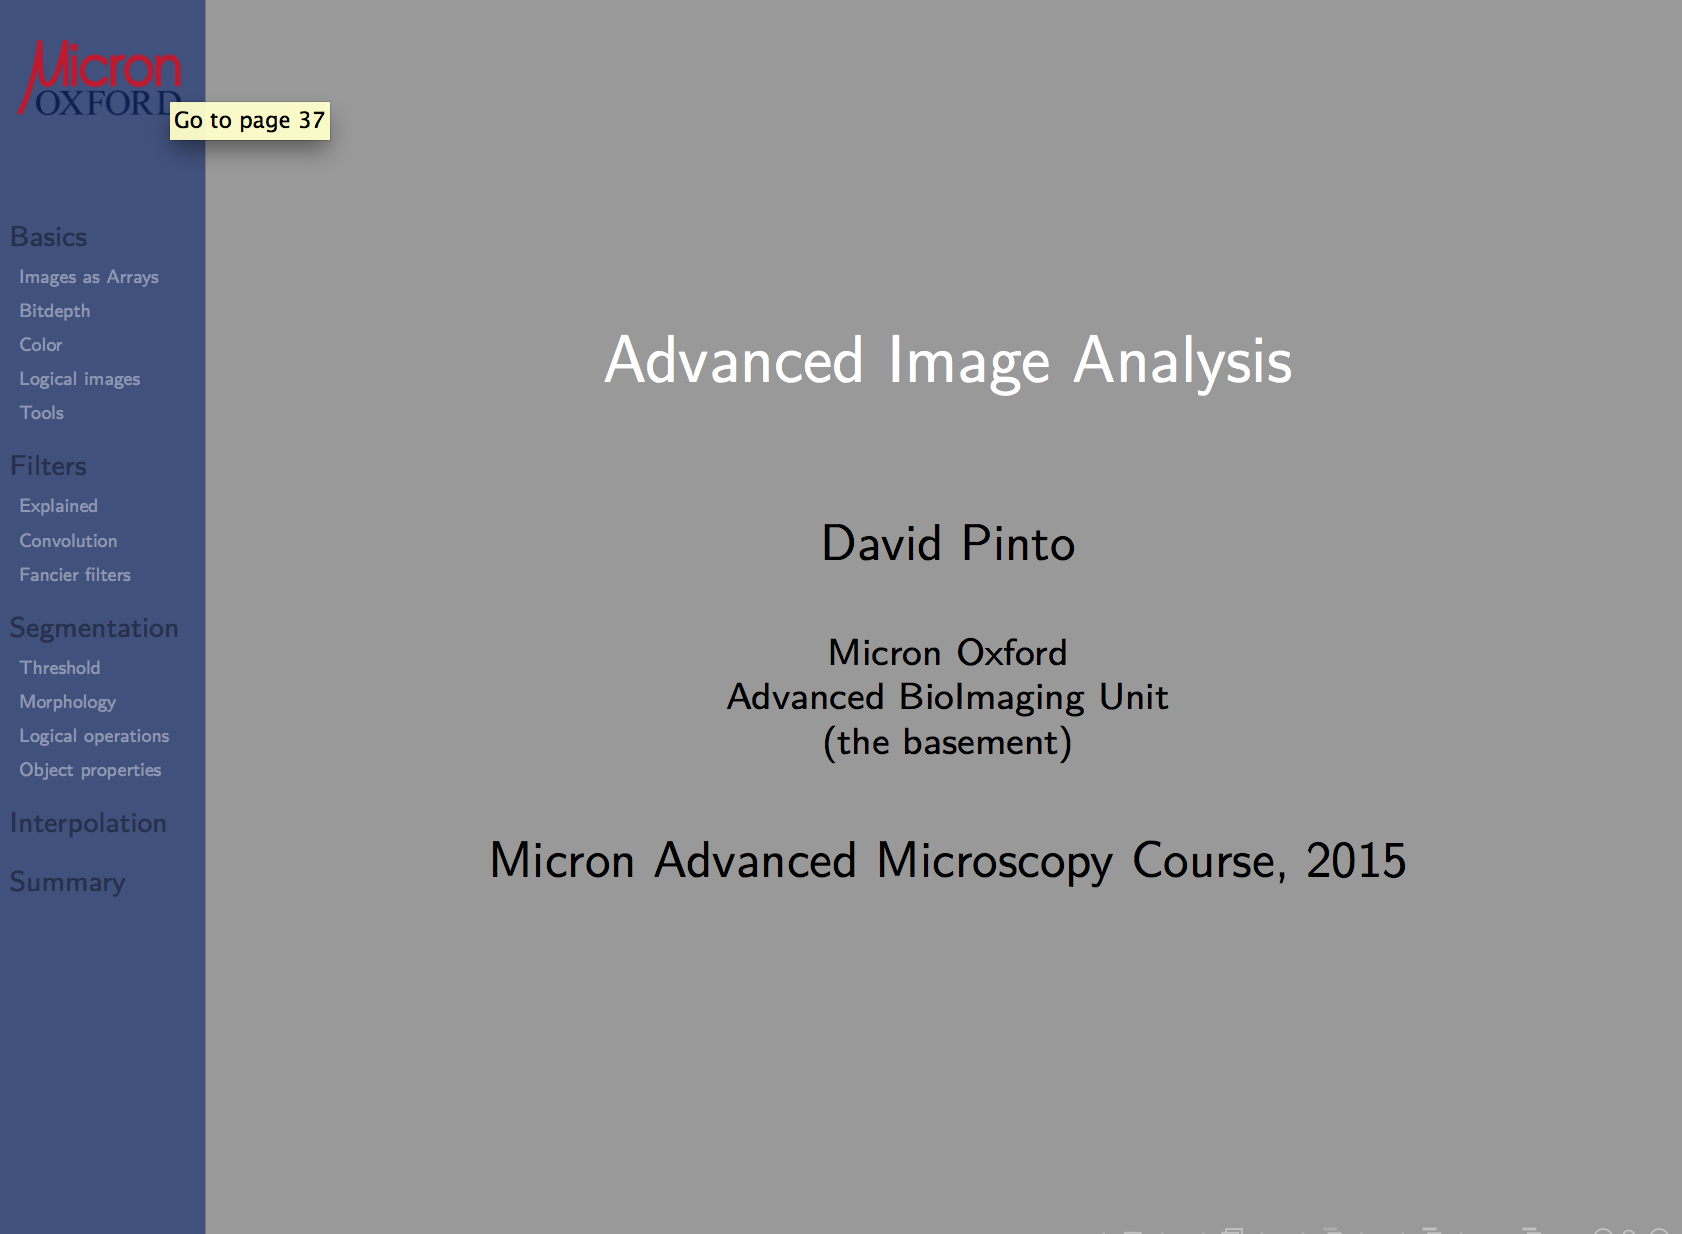 Micron
OXFORD
Go to page 37
Basics
Images as Arrays
Bitdepth
Color
Logical images
Tools
Filters
Explained
Convolution
Fancier filters
Segmentation
Threshold
Morphology
Logical operations
Object properties
Interpolation
Summary
Advanced Image Analysis
David Pinto
Micron Oxford
Advanced BioImaging Unit
(the basement)
Micron Advanced Microscopy Course, 2015